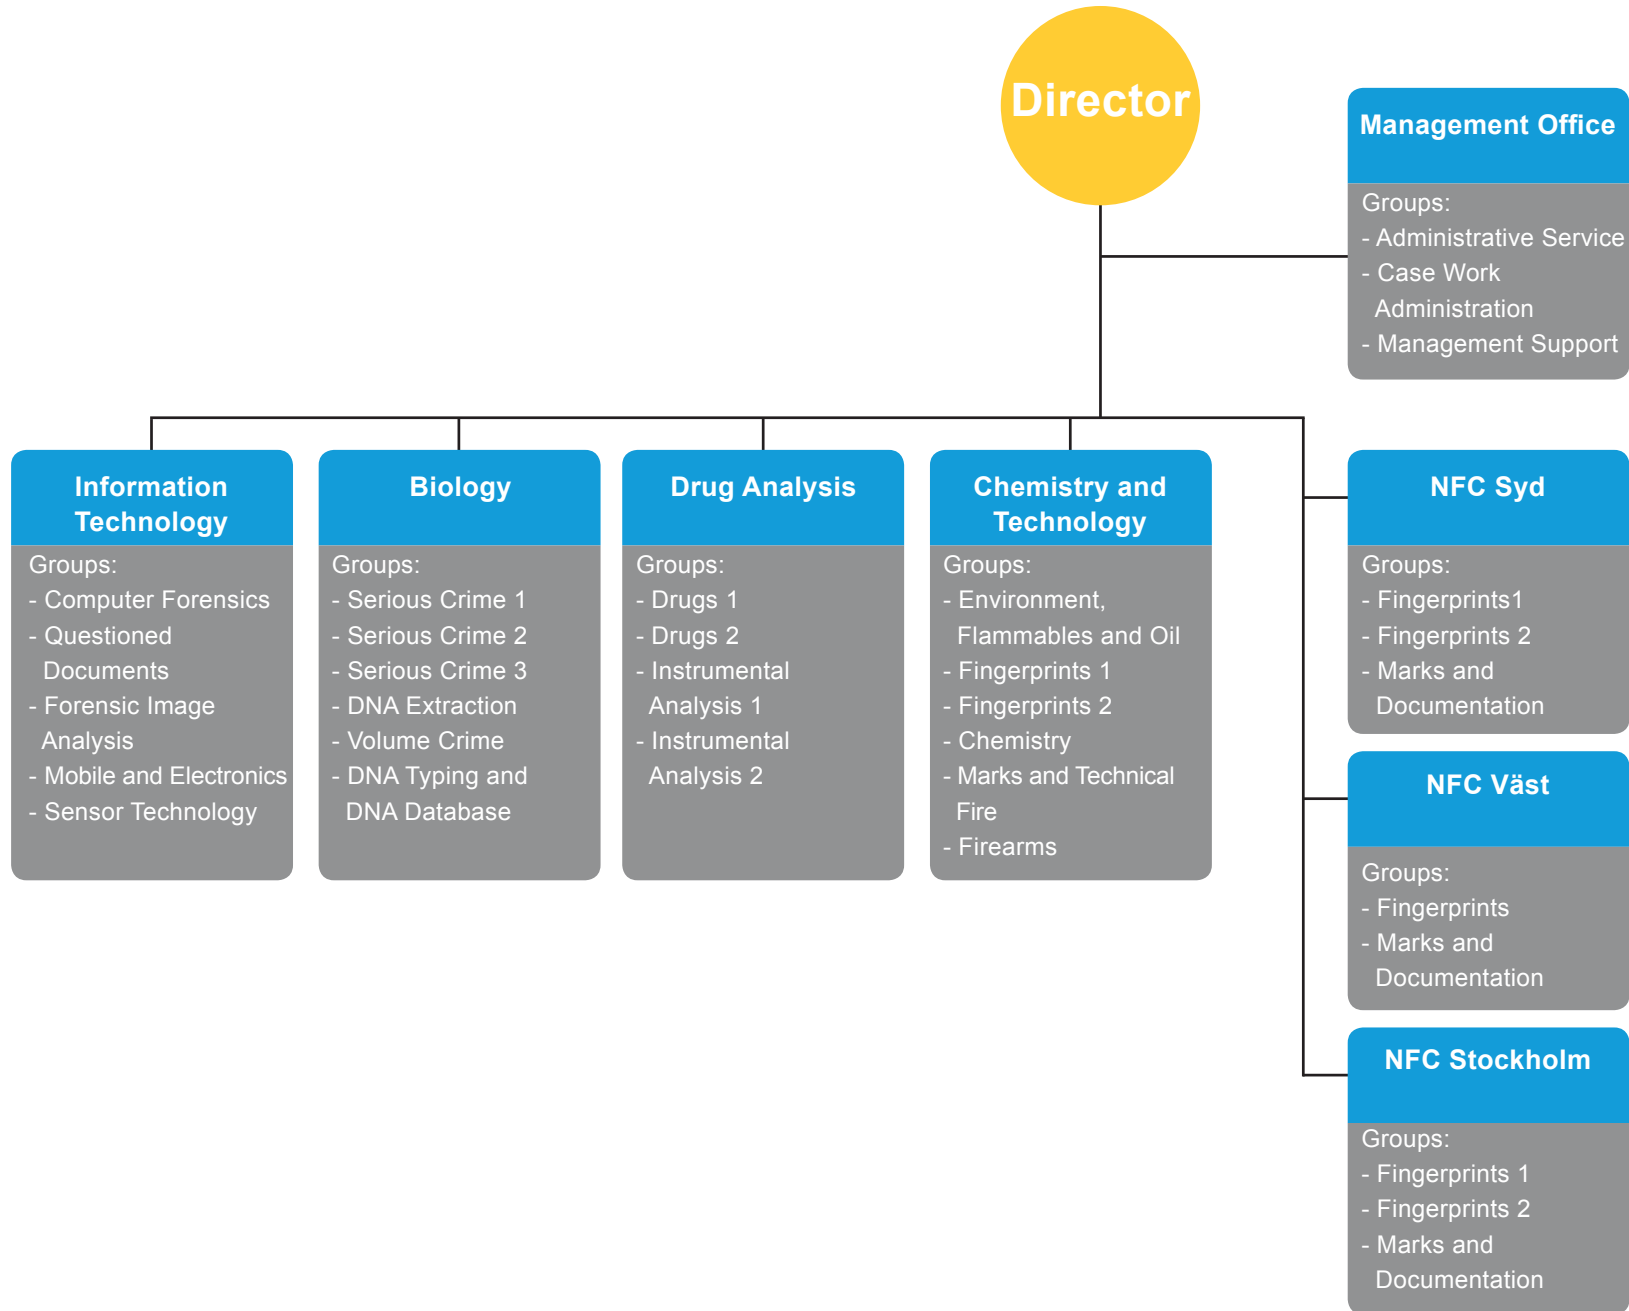 Director
Management Office
Groups:
- Administrative Service
- Case Work
Administration
- Management Support
Information
Technology
Groups:
- Computer Forensics
- Questioned
Documents
- Forensic Image
Analysis
- Mobile and Electronics
- Sensor Technology
Biology
Groups:
- Serious Crime 1
- Serious Crime 2
- Serious Crime 3
- DNA Extraction
- Volume Crime
- DNA Typing and
DNA Database
Drug Analysis
Groups:
- Drugs 1
- Drugs 2
- Instrumental
Analysis 1
- Instrumental
Analysis 2
Chemistry and
Technology
Groups:
- Environment,
Flammables and Oil
- Fingerprints 1
- Fingerprints 2
- Chemistry
- Marks and Technical
Fire
- Firearms
NFC Syd
Groups:
- Fingerprints1
- Fingerprints 2
- Marks and
Documentation
NFC Väst
Groups:
- Fingerprints
- Marks and
Documentation
NFC Stockholm
Groups:
- Fingerprints 1
- Fingerprints 2
- Marks and
Documentation